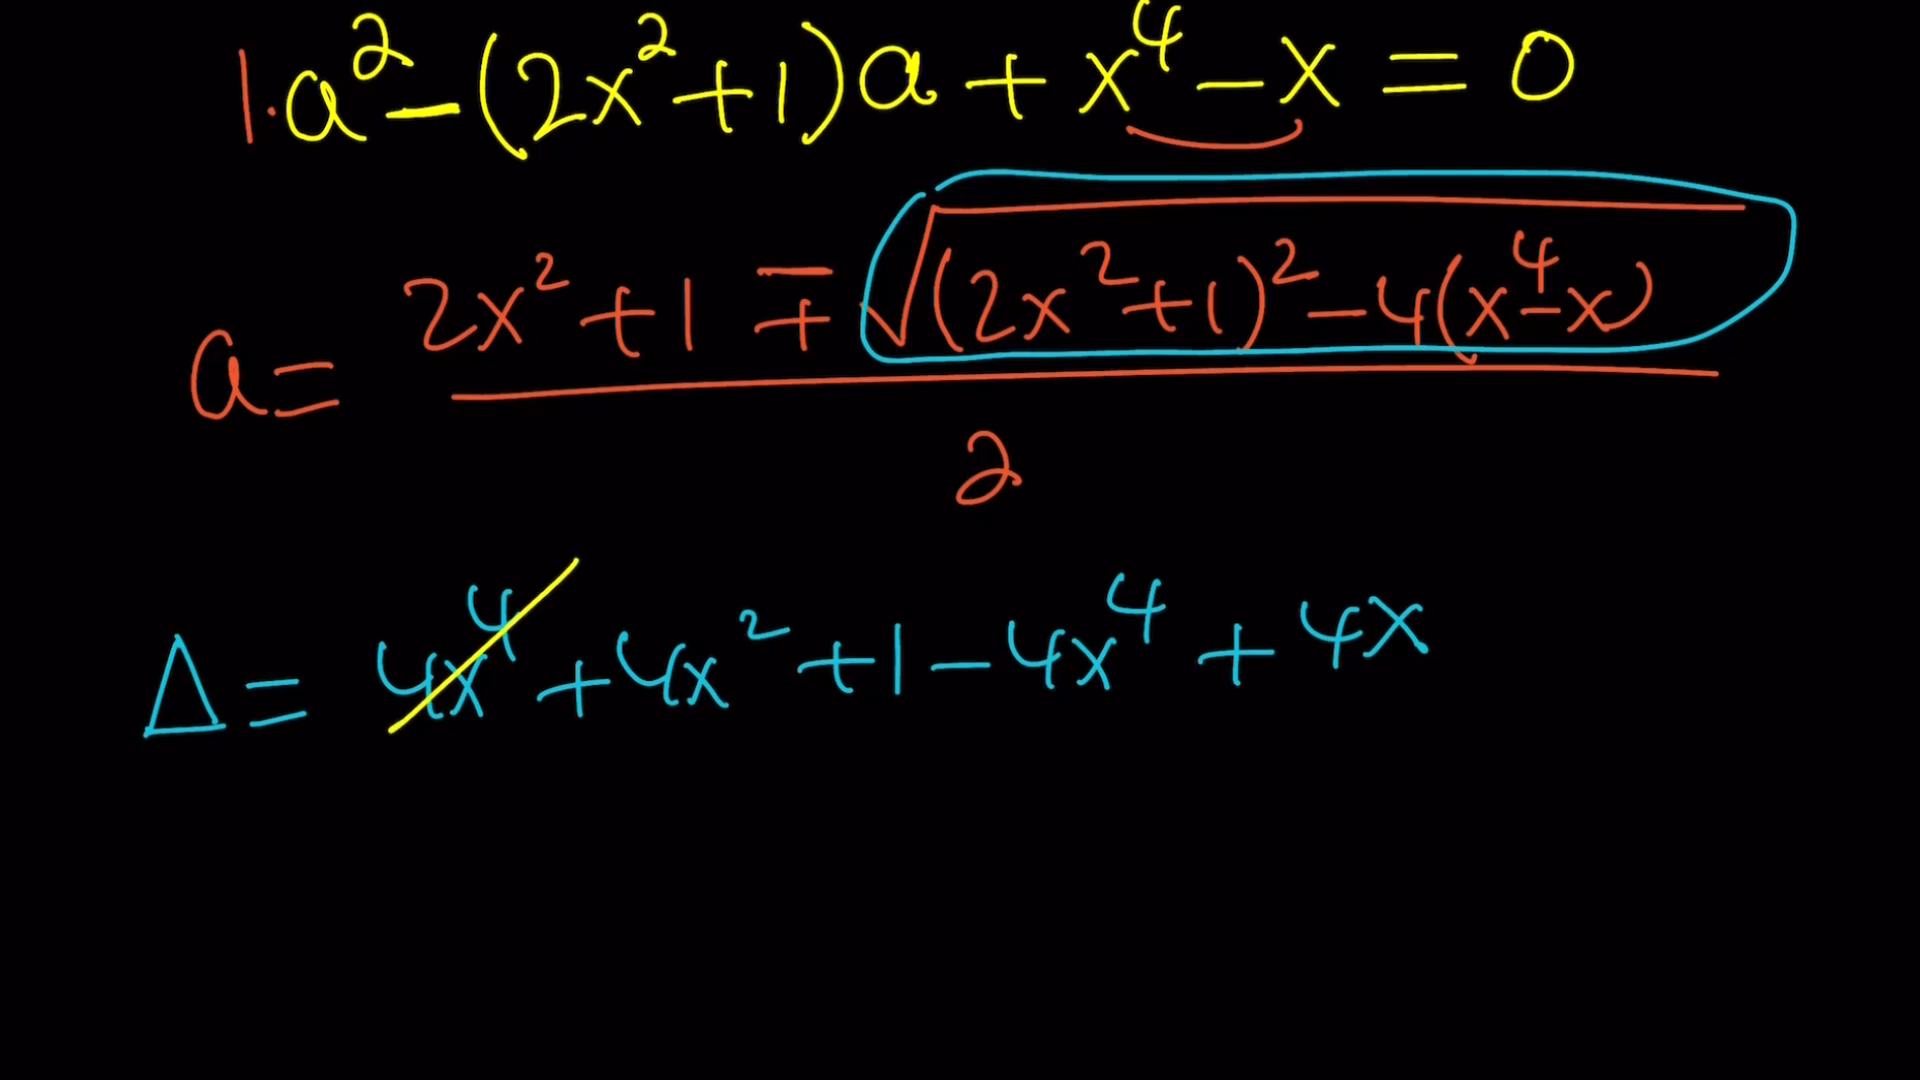 1·a² – (2x² + 1)a + x⁴ – x = 0
a = (2x² + 1 ∓ √((2x² + 1)² – 4(x⁴ – x))) / 2
Δ = 4x⁴ + 4x² + 1 – 4x⁴ + 4x